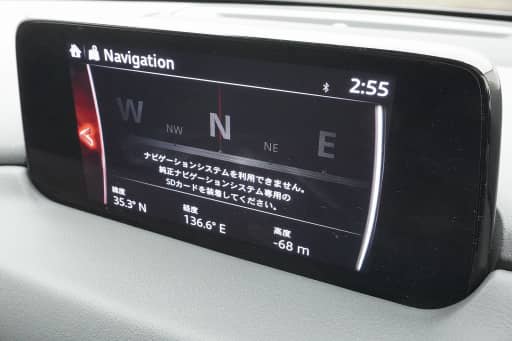 Navigation
2:55
W NW N NE E
ナビゲーションシステムを利用できません。
純正ナビゲーションシステム専用の
SDカードを装着してください。
緯度 経度 高度
35.3° N 136.6° E -68 m